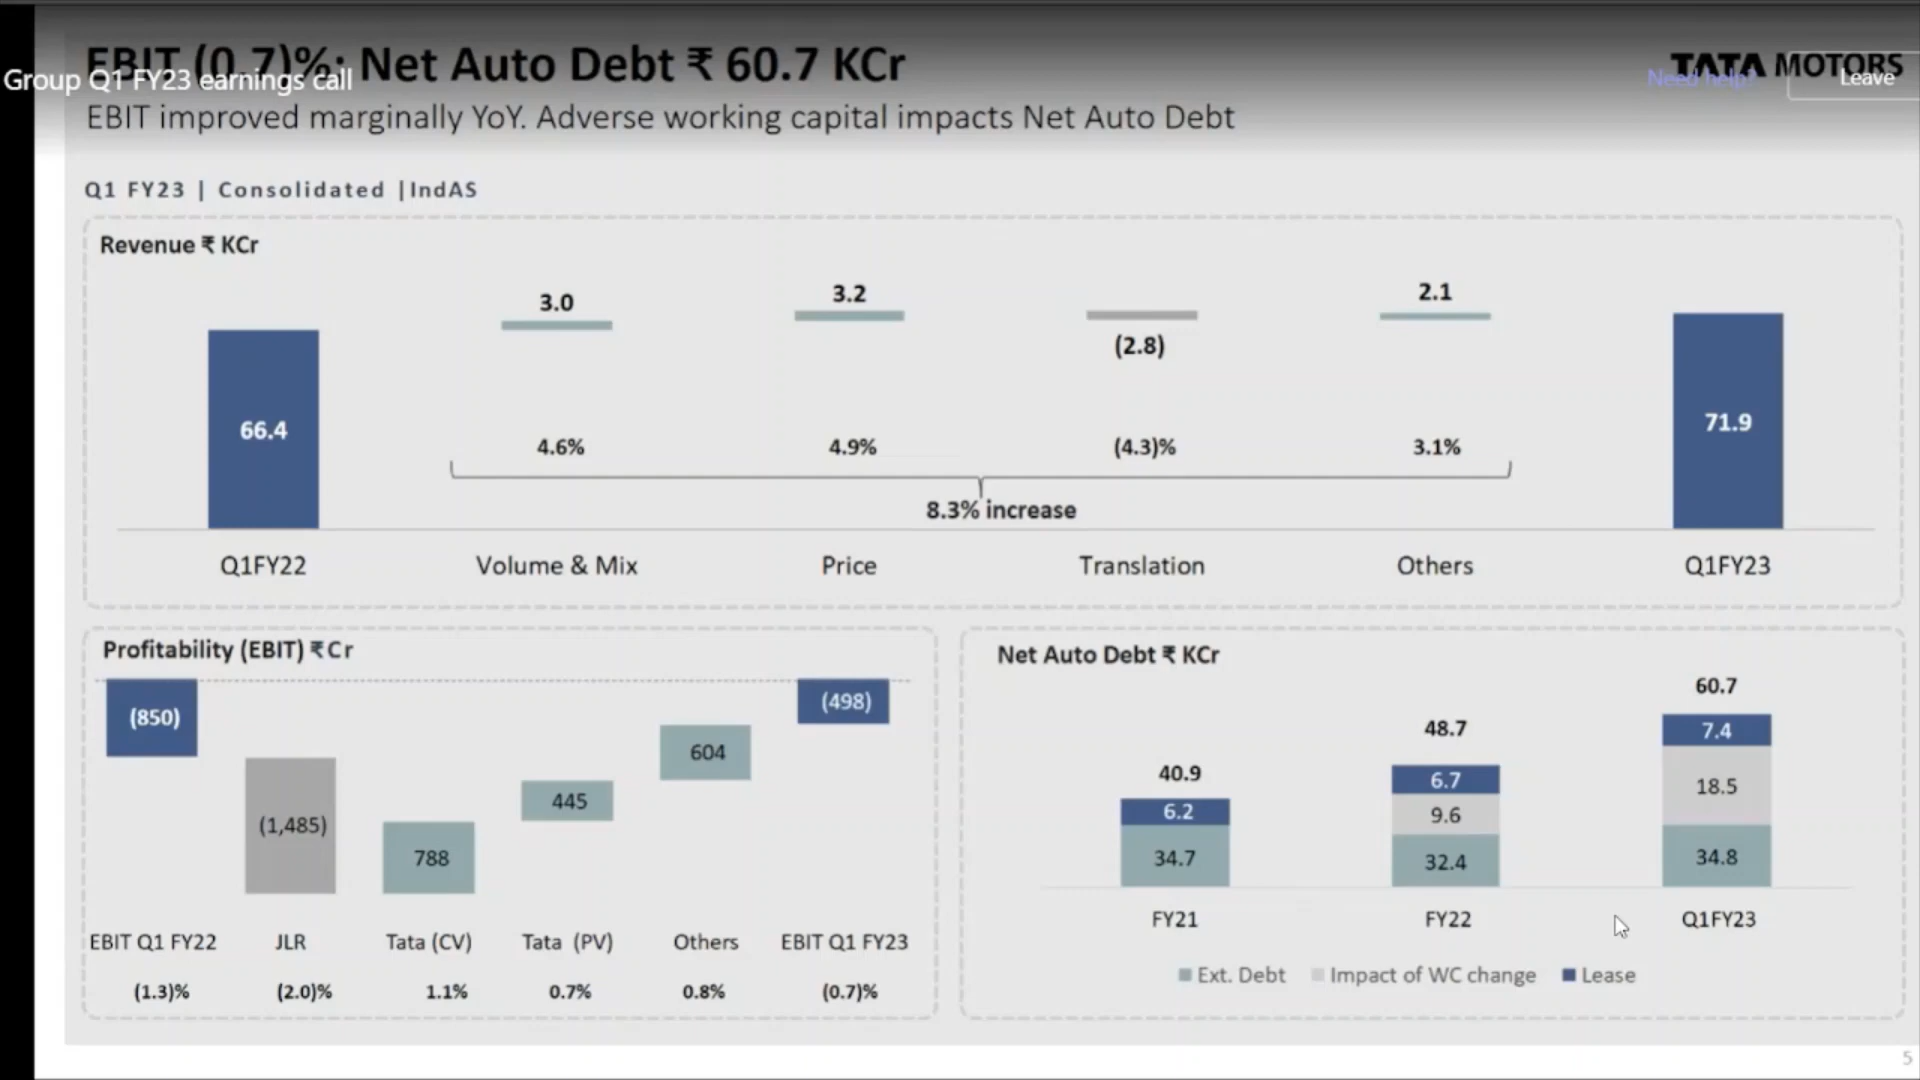 EBIT (0.7)%; Net Auto Debt ₹ 60.7 KCr
TATA MOTORS
Group Q1 FY23 earnings call
Need help?
Leave
EBIT improved marginally YoY. Adverse working capital impacts Net Auto Debt
Q1 FY23 | Consolidated |IndAS
Revenue ₹ KCr
3.0 3.2 2.1
(2.8)
66.4 71.9
4.6% 4.9% (4.3)% 3.1%
8.3% increase
Q1FY22 Volume & Mix Price Translation Others Q1FY23
Profitability (EBIT) ₹Cr
(850) (498)
604
445
(1,485)
788
EBIT Q1 FY22 JLR Tata (CV) Tata (PV) Others EBIT Q1 FY23
(1.3)% (2.0)% 1.1% 0.7% 0.8% (0.7)%
Net Auto Debt ₹ KCr
60.7
48.7 7.4
40.9 6.7 18.5
6.2 9.6
34.7 32.4 34.8
FY21 FY22 Q1FY23
Ext. Debt Impact of WC change Lease
5